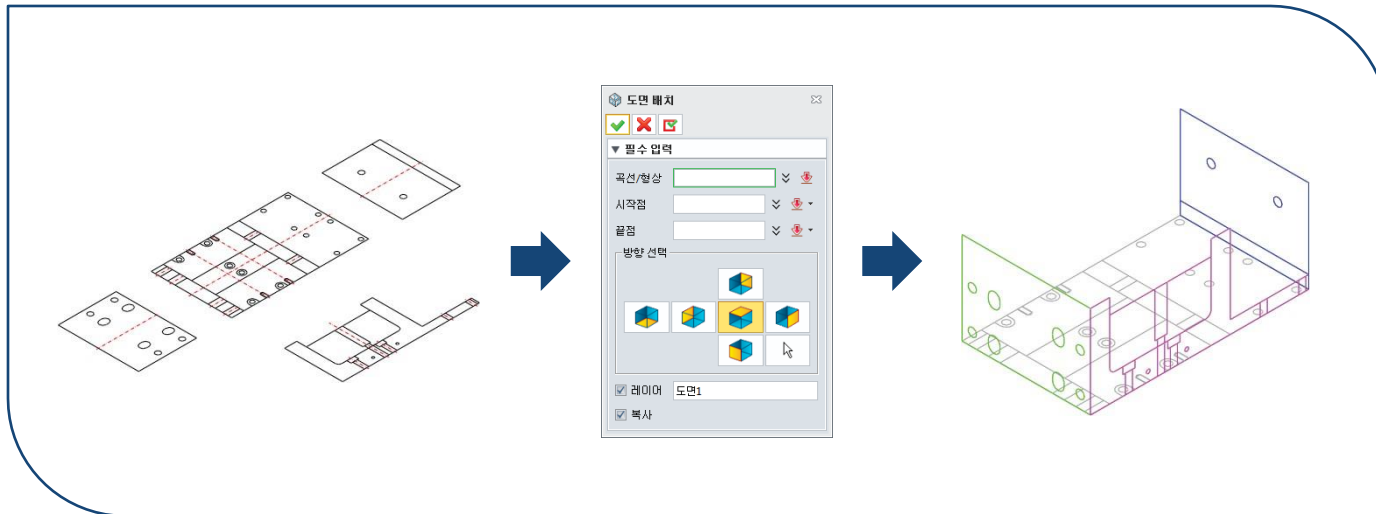 도면 배치
필수 입력
곡선/형상
시작점
끝점
방향 선택
레이어 도면1
복사